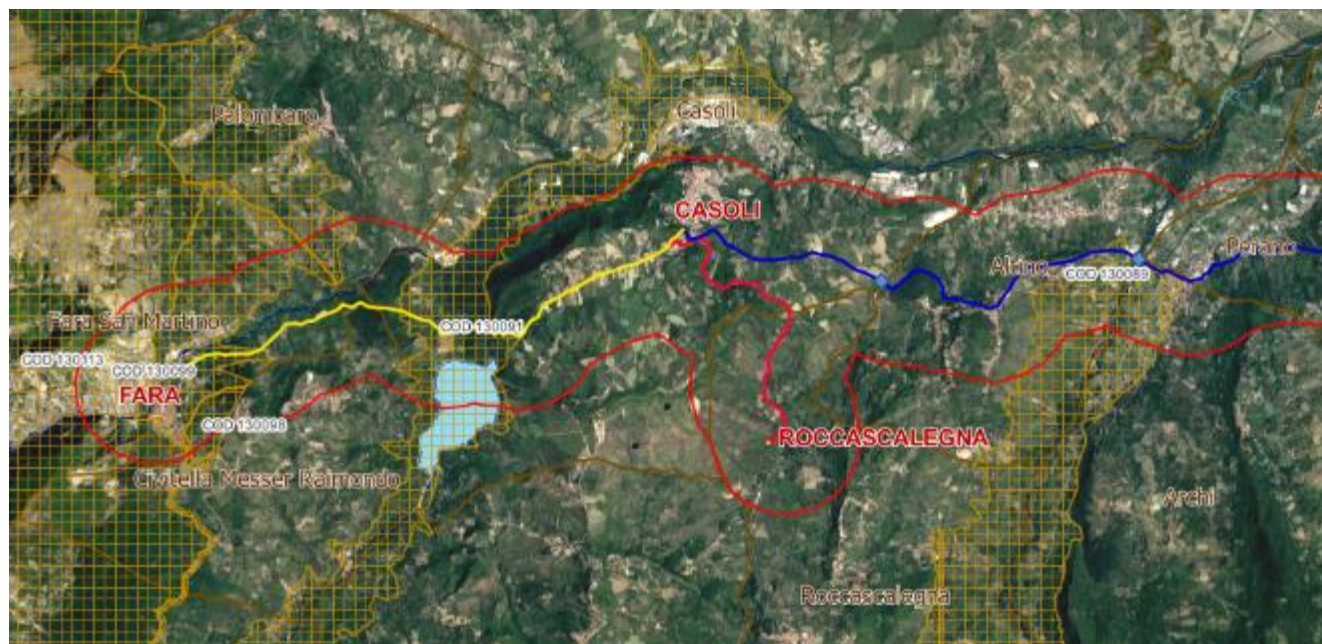 Palombaro
Casoli
CASOLI
Perano
Altino
COD 130089
Fara San Martino
COD 130091
COD 130113
COD 130099
FARA
COD 130098
ROCCASCALEGNA
Civitella Messer Raimondo
Archi
Roccascalegna